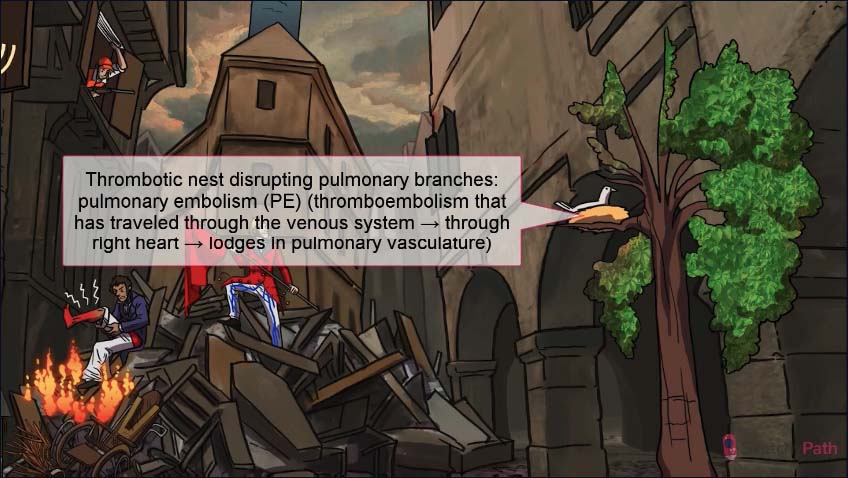 Thrombotic nest disrupting pulmonary branches:
pulmonary embolism (PE) (thromboembolism that
has traveled through the venous system → through
right heart → lodges in pulmonary vasculature)
Path